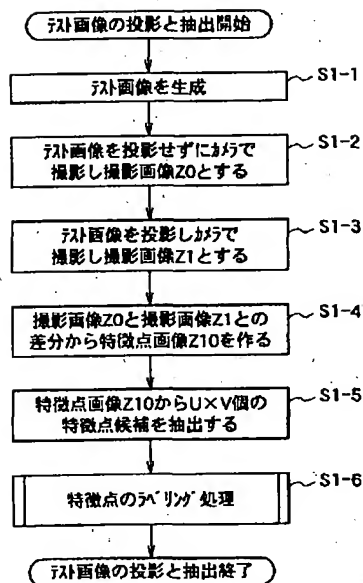 テスト画像の投影と抽出開始
S1-1
テスト画像を生成
S1-2
テスト画像を投影せずにカメラで
撮影し撮影画像Z0とする
S1-3
テスト画像を投影しカメラで
撮影し撮影画像Z1とする
S1-4
撮影画像Z0と撮影画像Z1との
差分から特徴点画像Z10を作る
S1-5
特徴点画像Z10からU×V個の
特徴点候補を抽出する
S1-6
特徴点のラベリング処理
テスト画像の投影と抽出終了